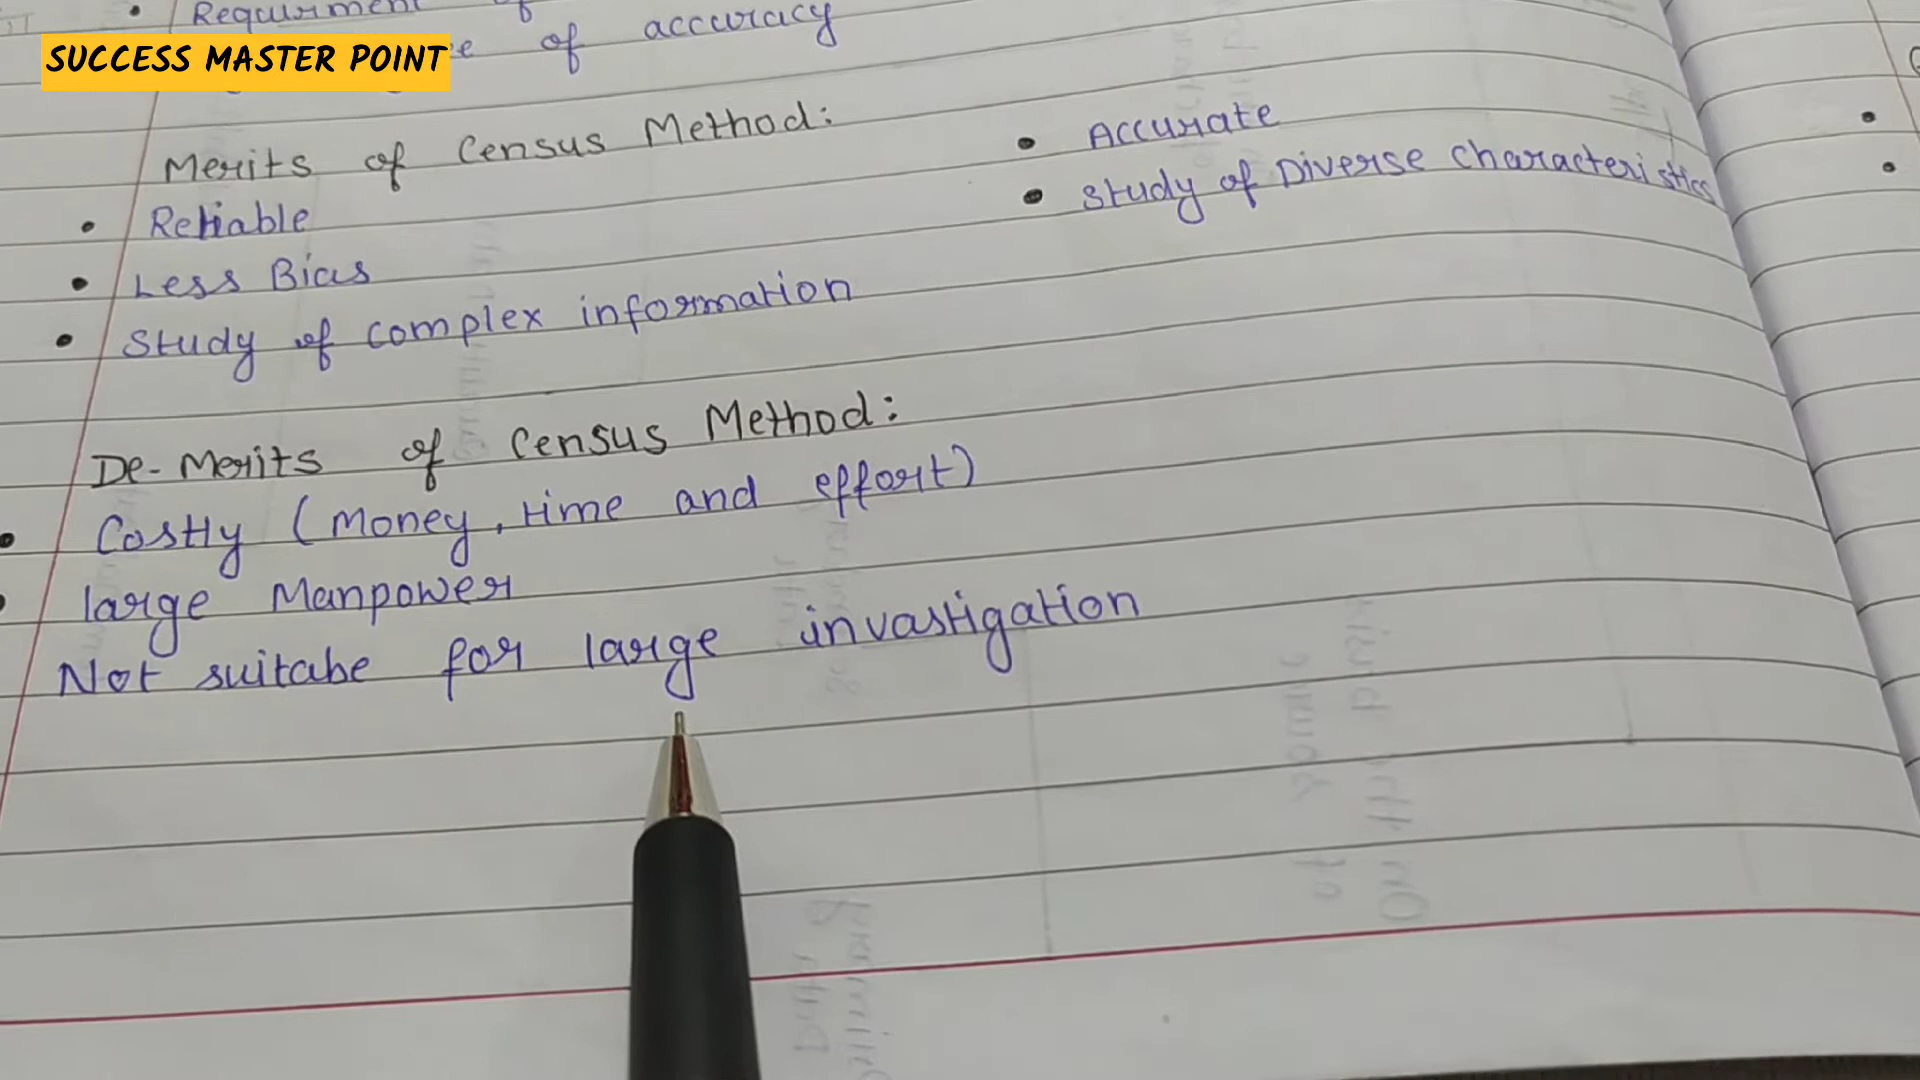 Requirment of
SUCCESS MASTER POINT
of accuracy
Merits of Census Method:
• Reliable
• Less Bias
• Study of complex information
• Accurate
• Study of Diverse characteristics
De-Merits of Census Method:
• Costly (Money, time and effort)
• large Manpower
Not suitabe for large invastigation